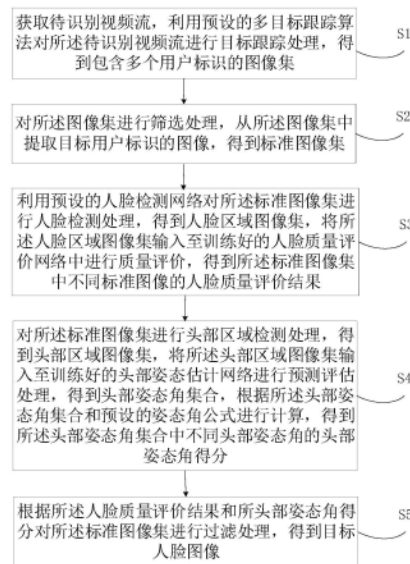 获取待识别视频流，利用预设的多目标跟踪算
法对所述待识别视频流进行目标跟踪处理，得
到包含多个用户标识的图像集
S1
对所述图像集进行筛选处理，从所述图像集中
提取目标用户标识的图像，得到标准图像集
S2
利用预设的人脸检测网络对所述标准图像集进
行人脸检测处理，得到人脸区域图像集，将所
述人脸区域图像集输入至训练好的人脸质量评
价网络中进行质量评价，得到所述标准图像集
中不同标准图像的人脸质量评价结果
S3
对所述标准图像集进行头部区域检测处理，得
到头部区域图像集，将所述头部区域图像集输
入至训练好的头部姿态估计网络进行预测评估
处理，得到头部姿态角集合，根据所述头部姿
态角集合和预设的姿态角公式进行计算，得到
所述头部姿态角集合中不同头部姿态角的头部
姿态角得分
S4
根据所述人脸质量评价结果和所头部姿态角得
分对所述标准图像集进行过滤处理，得到目标
人脸图像
S5